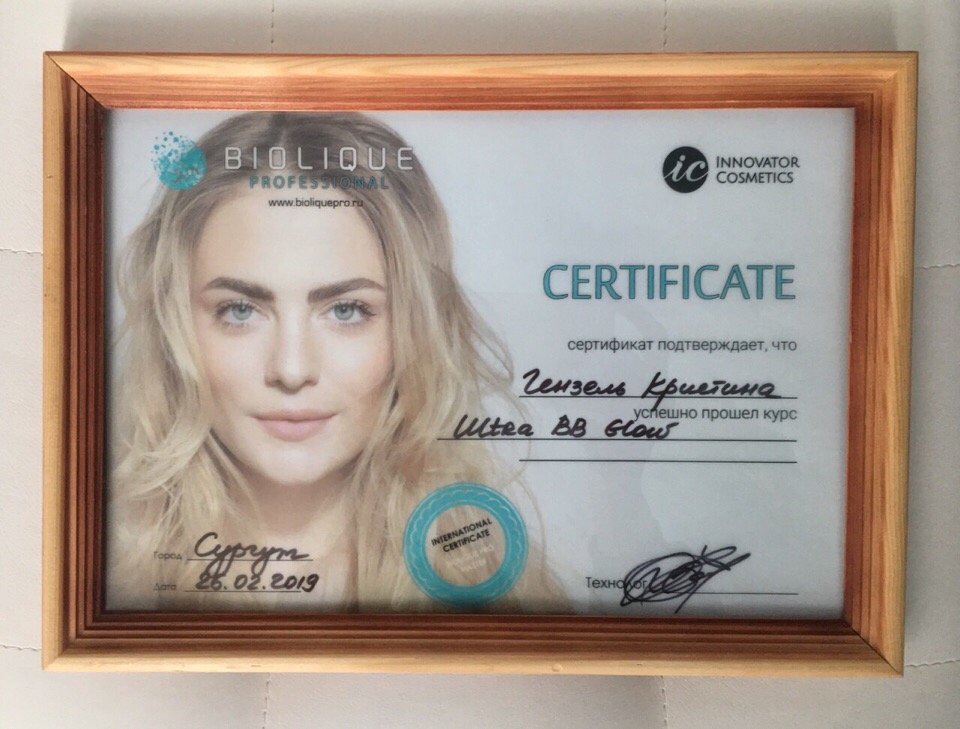 BIOLIQUE
PROFESSIONAL
www.bioliquepro.ru
ic INNOVATOR
COSMETICS
CERTIFICATE
сертификат подтверждает, что
Гензель Кристина
успешно прошел курс
Ultra BB Glow
INTERNATIONAL
CERTIFICATE
Город Сургут
Дата 26.02.2019
Технолог